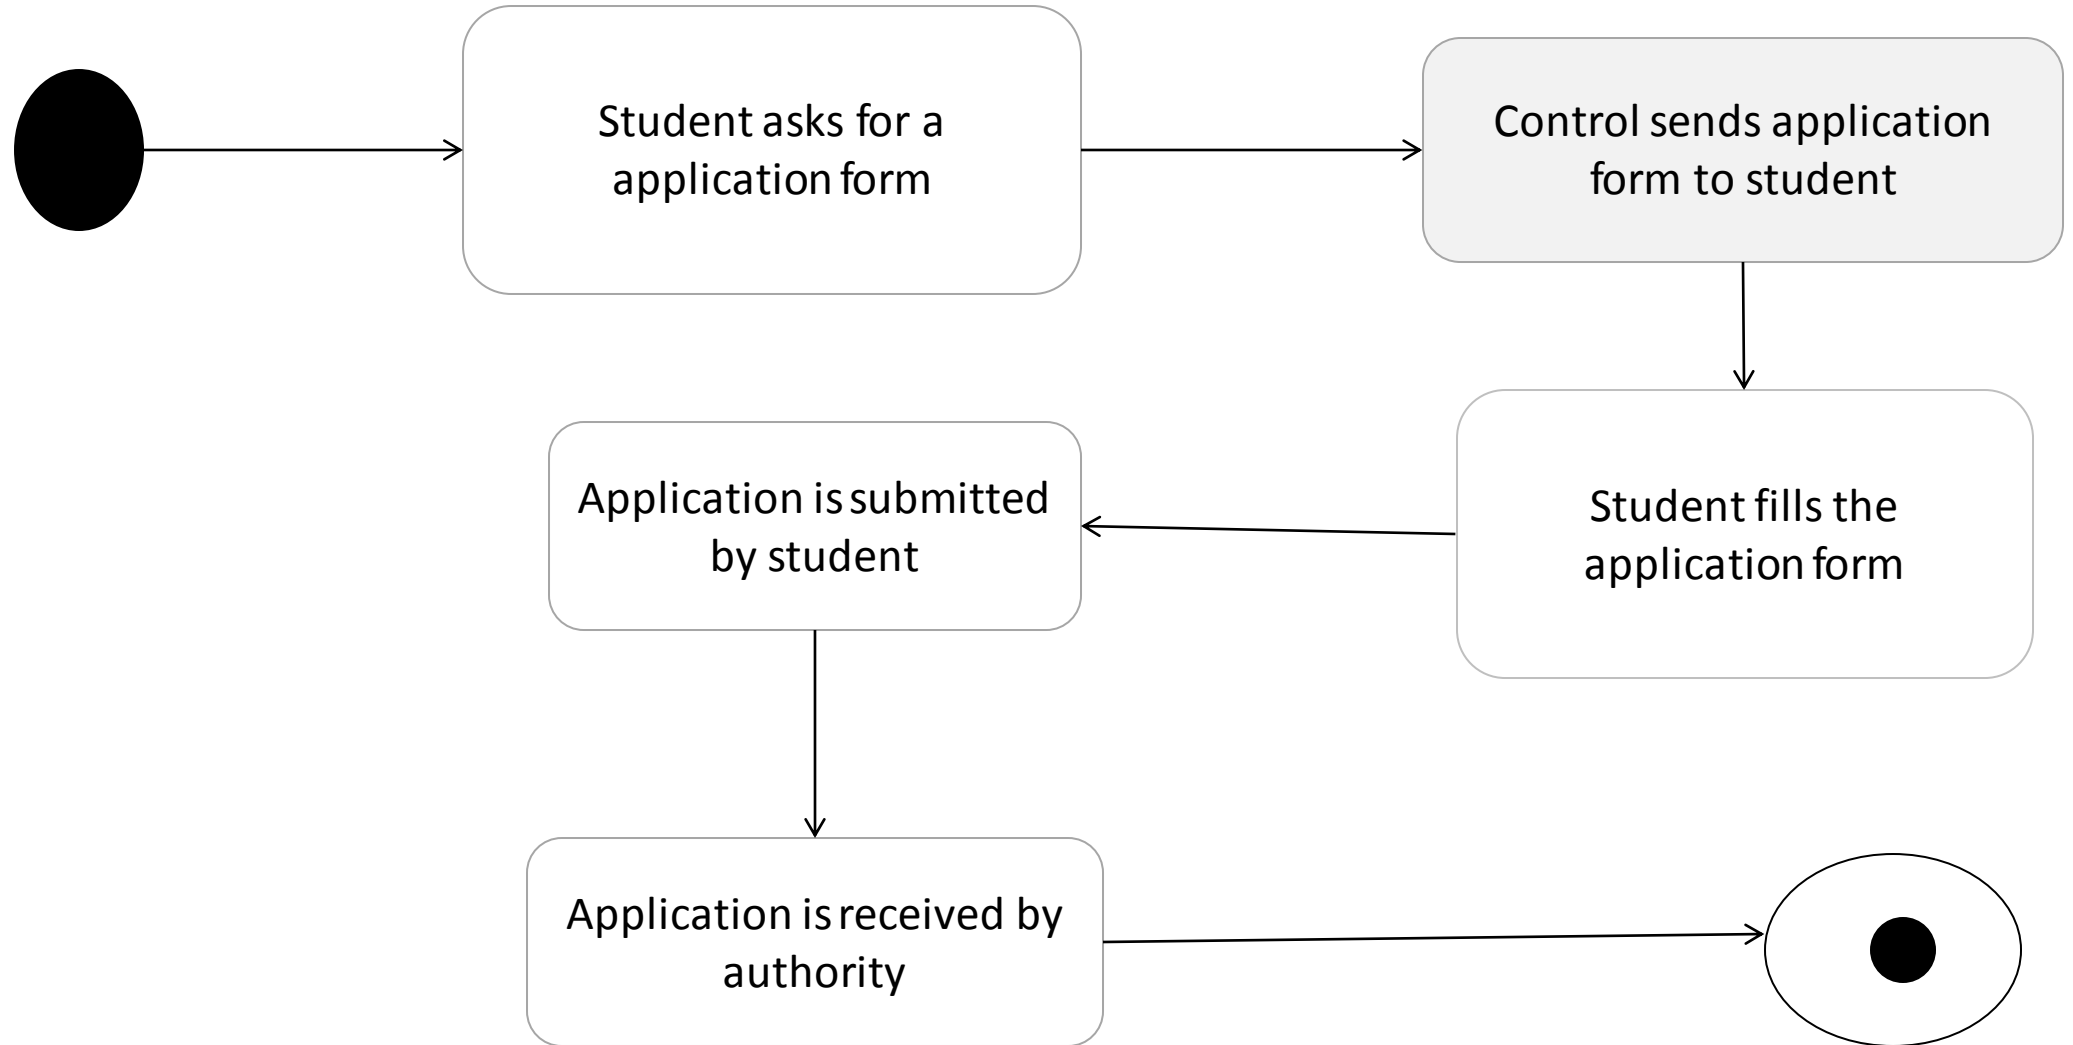 Student asks for a
application form
Control sends application
form to student
Student fills the
application form
Application is submitted
by student
Application is received by
authority